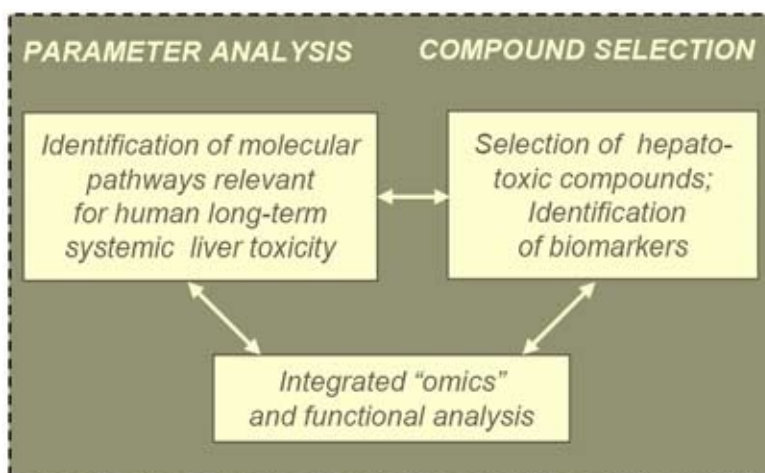 PARAMETER ANALYSIS
COMPOUND SELECTION
Identification of molecular
pathways relevant
for human long-term
systemic liver toxicity
Selection of hepato-
toxic compounds;
Identification
of biomarkers
Integrated “omics”
and functional analysis